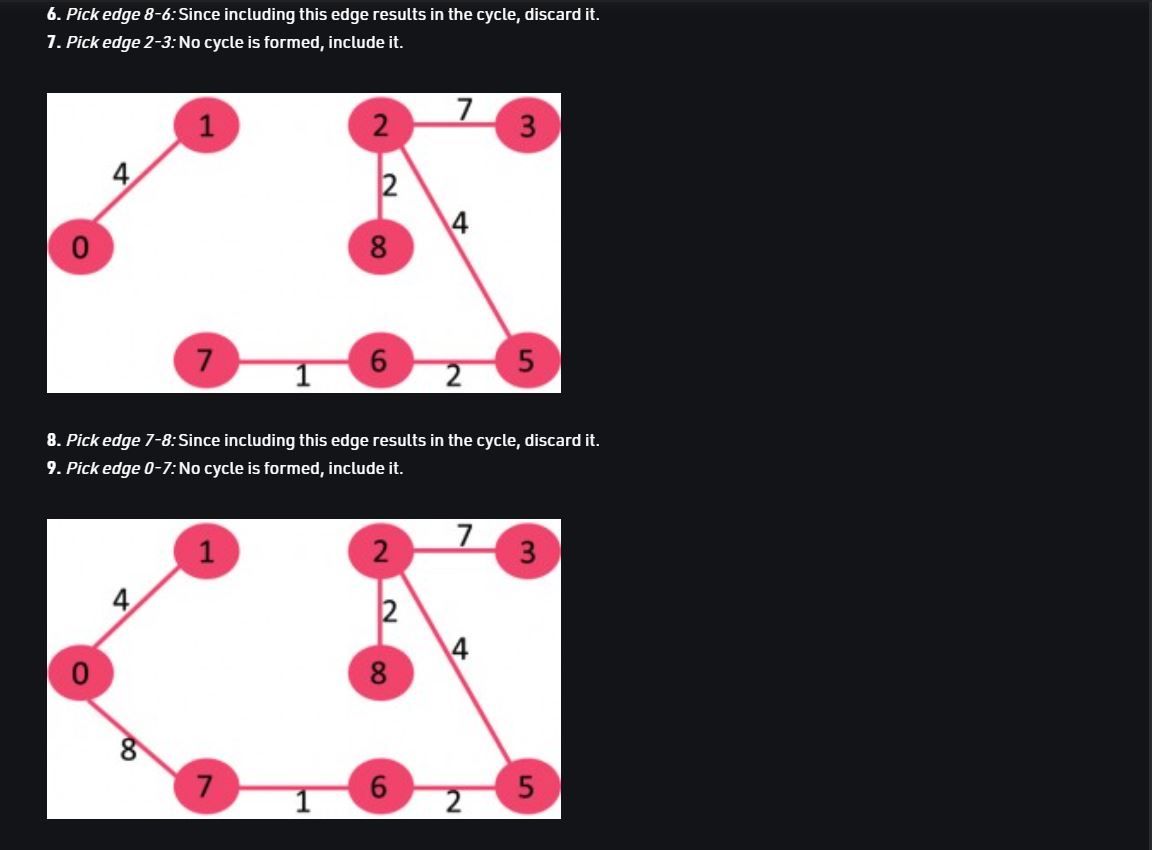 6. Pick edge 8-6: Since including this edge results in the cycle, discard it.
7. Pick edge 2-3: No cycle is formed, include it.
1 2 7 3
4 2 4
0 8
7 1 6 2 5
8. Pick edge 7-8: Since including this edge results in the cycle, discard it.
9. Pick edge 0-7: No cycle is formed, include it.
1 2 7 3
4 2 4
0 8
8
7 1 6 2 5